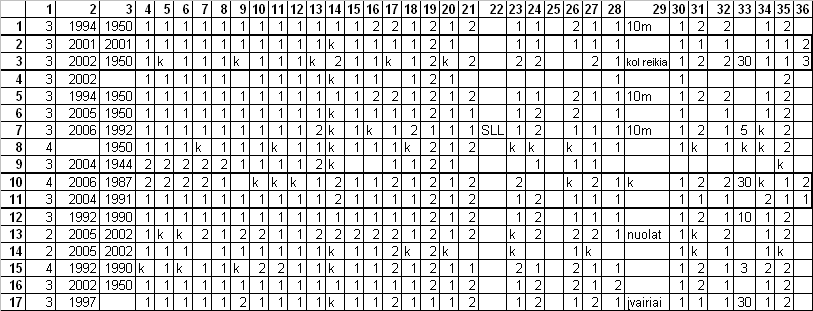 1 2 3 4 5 6 7 8 9 10 11 12 13 14 15 16 17 18 19 20 21 22 23 24 25 26 27 28 29 30 31 32 33 34 35 36
1 3 1994 1950 1 1 1 1 1 1 1 1 1 1 1 1 2 2 1 2 1 2 1 1 2 1 1 10m 1 2 2 1 2
2 3 2001 2001 1 1 1 1 1 1 1 1 1 1 k 1 1 1 1 2 1 1 1 1 1 1 1 1 1 1 1 1 2
3 3 2002 1950 1 k 1 1 1 k 1 1 1 k 2 1 1 k 1 2 k 2 2 2 2 1 kol reikia 1 2 2 30 1 1 3
4 3 2002 1 1 1 1 1 1 1 1 1 1 k 1 1 1 1 2 1 1 1 2
5 3 1994 1950 1 1 1 1 1 1 1 1 1 1 1 1 2 2 1 2 1 2 1 1 2 1 1 10m 1 2 2 1 2
6 3 2005 1950 1 1 1 1 1 1 1 1 1 1 k 1 1 1 1 2 1 1 1 2 2 1 1 1 1 1 2
7 3 2006 1992 1 1 1 1 1 1 1 1 1 2 k 1 k 1 2 1 1 1 SLL 1 2 1 1 1 10m 1 2 1 5 k 2
8 4 1950 1 1 1 k 1 1 1 k 1 1 k 1 1 1 k 2 1 2 k k k 1 1 1 k 1 k k 2
9 3 2004 1944 2 2 2 2 2 1 1 1 1 2 k 1 1 2 1 1 1 1 k
10 4 2006 1987 2 2 2 2 1 k k k 1 2 1 1 2 1 2 1 2 2 k 2 1 k 1 2 2 30 k 1 2
11 3 2004 1991 1 1 1 1 1 1 1 1 1 1 2 1 1 1 1 2 1 2 1 2 1 1 1 1 1 1 2 1 1
12 3 1992 1990 1 1 1 1 1 1 1 1 1 1 1 1 1 1 1 2 1 2 1 1 1 1 1 1 2 1 10 1 2
13 2 2005 2002 1 k k 2 1 2 2 1 1 2 2 2 2 2 1 2 1 2 k 2 2 2 1 nuolat 1 k 2 1 2
14 2 2005 2002 1 1 1 1 1 1 1 1 1 k 1 1 2 k 2 k k 1 k 1 1 1 1 k
15 4 1992 1990 k 1 k 1 1 k 2 2 1 1 k 1 1 1 1 2 1 1 2 1 2 1 1 1 2 1 3 2 2
16 3 2002 1950 1 1 1 1 1 1 1 1 1 1 1 1 1 1 1 2 1 2 1 2 1 1 2 1 2 1 1 2
17 3 1997 1 1 1 1 1 2 1 1 1 1 k 1 2 2 1 2 1 2 1 2 1 2 1 įvairiai 1 1 1 30 1 2